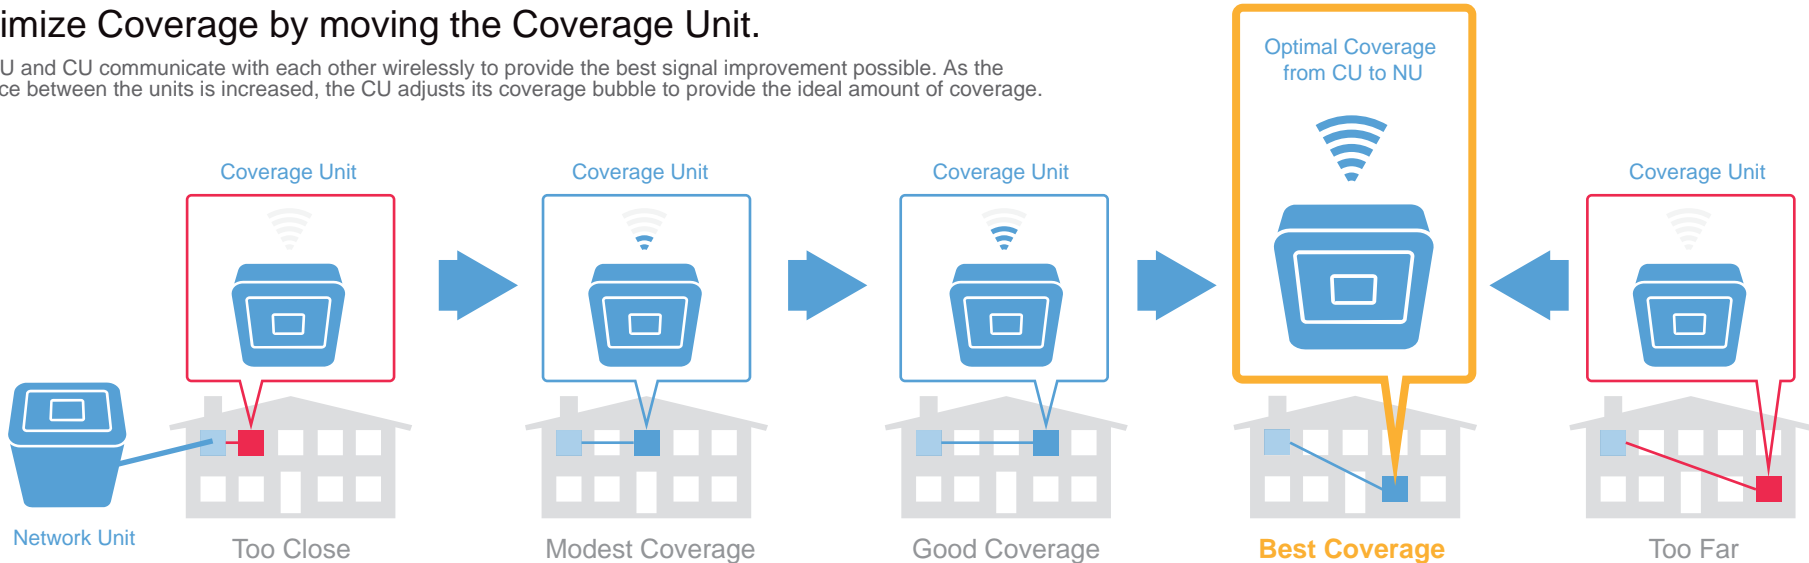 imize Coverage by moving the Coverage Unit.
U and CU communicate with each other wirelessly to provide the best signal improvement possible. As the
ce between the units is increased, the CU adjusts its coverage bubble to provide the ideal amount of coverage.
Optimal Coverage
from CU to NU
Coverage Unit
Coverage Unit
Coverage Unit
Coverage Unit
Network Unit
Too Close
Modest Coverage
Good Coverage
Best Coverage
Too Far